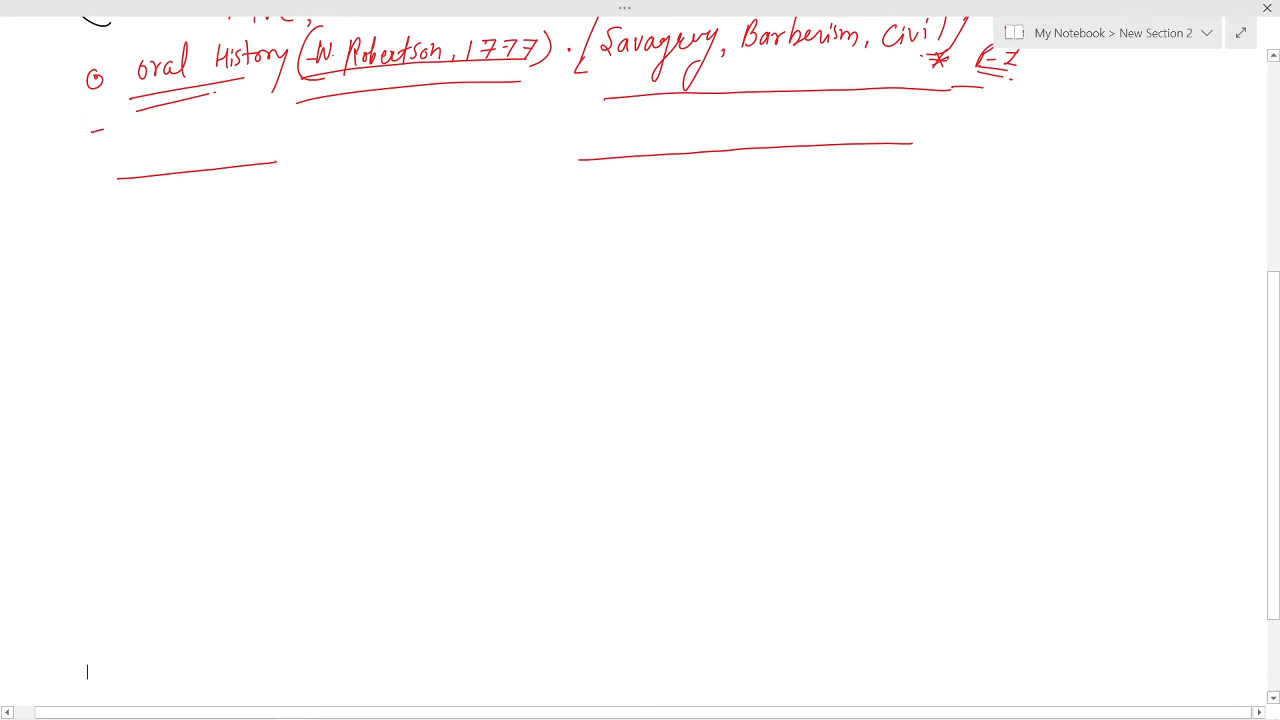 My Notebook > New Section 2
Oral History (W. Robertson, 1777). [Savagery, Barberism, Civil]